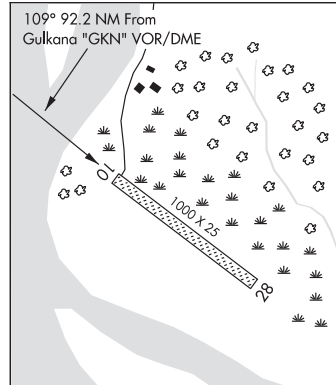 109° 92.2 NM From
Gulkana "GKN" VOR/DME
10
1000 X 25
28